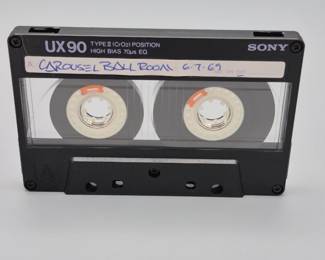 UX90 TYPE II (CrO2) POSITION SONY
HIGH BIAS 70μs EQ
A CAROUSEL BALLROOM 6-7-69
A